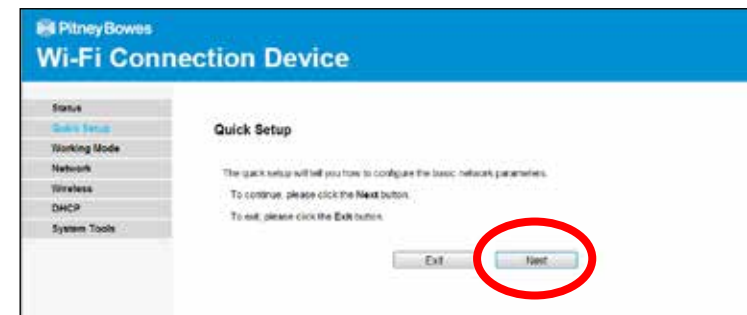 Pitney Bowes
Wi-Fi Connection Device
Status
Quick Setup
Working Mode
Network
Wireless
DHCP
System Tools
Quick Setup
The quick setup will tell you how to configure the basic network parameters.
To continue, please click the Next button.
To exit, please click the Exit button.
Exit
Next